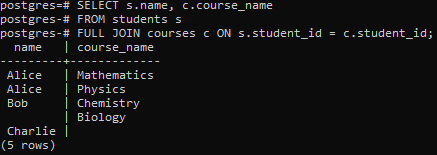 postgres=# SELECT s.name, c.course_name
postgres-# FROM students s
postgres-# FULL JOIN courses c ON s.student_id = c.student_id;
  name   | course_name
---------+-------------
 Alice   | Mathematics
 Alice   | Physics
 Bob     | Chemistry
         | Biology
 Charlie |
(5 rows)